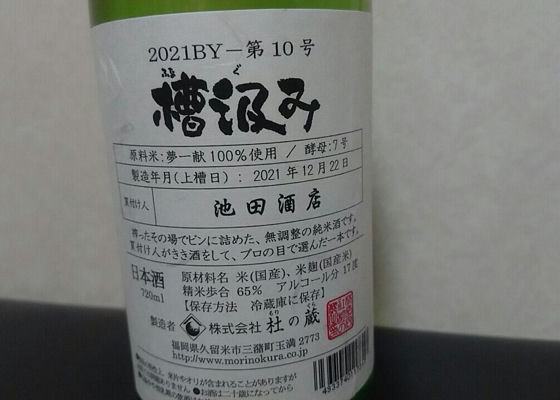 2021BY－第10号
ふな ぐ
槽汲み
原料米:夢一献100%使用 / 酵母:7号
製造年月(上槽日): 2021年12月22日
買付け人 池田酒店
搾ったその場でビンに詰めた、無調整の純米酒です。
買付け人がきき酒をして、プロの目で選んだ一本です。
日本酒 720ml
原材料名 米(国産)、米麹(国産米)
精米歩合 65% アルコール分 17度
【保存方法 冷蔵庫に保存】
製造者 株式会社 杜の蔵
もり くら
福岡県久留米市三潴町玉満2773
http://www.morinokura.co.jp